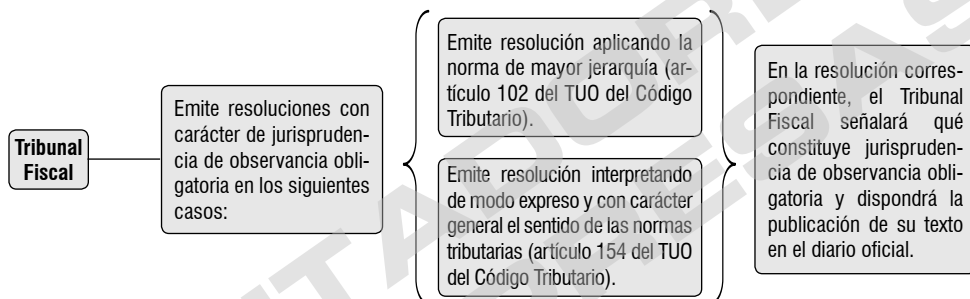 Tribunal
Fiscal
Emite resoluciones con
carácter de jurispruden-
cia de observancia obli-
gatoria en los siguientes
casos:
Emite resolución aplicando la
norma de mayor jerarquía (ar-
tículo 102 del TUO del Código
Tributario).
Emite resolución interpretando
de modo expreso y con carácter
general el sentido de las normas
tributarias (artículo 154 del TUO
del Código Tributario).
En la resolución corres-
pondiente, el Tribunal
Fiscal señalará qué
constituye jurispruden-
cia de observancia obli-
gatoria y dispondrá la
publicación de su texto
en el diario oficial.